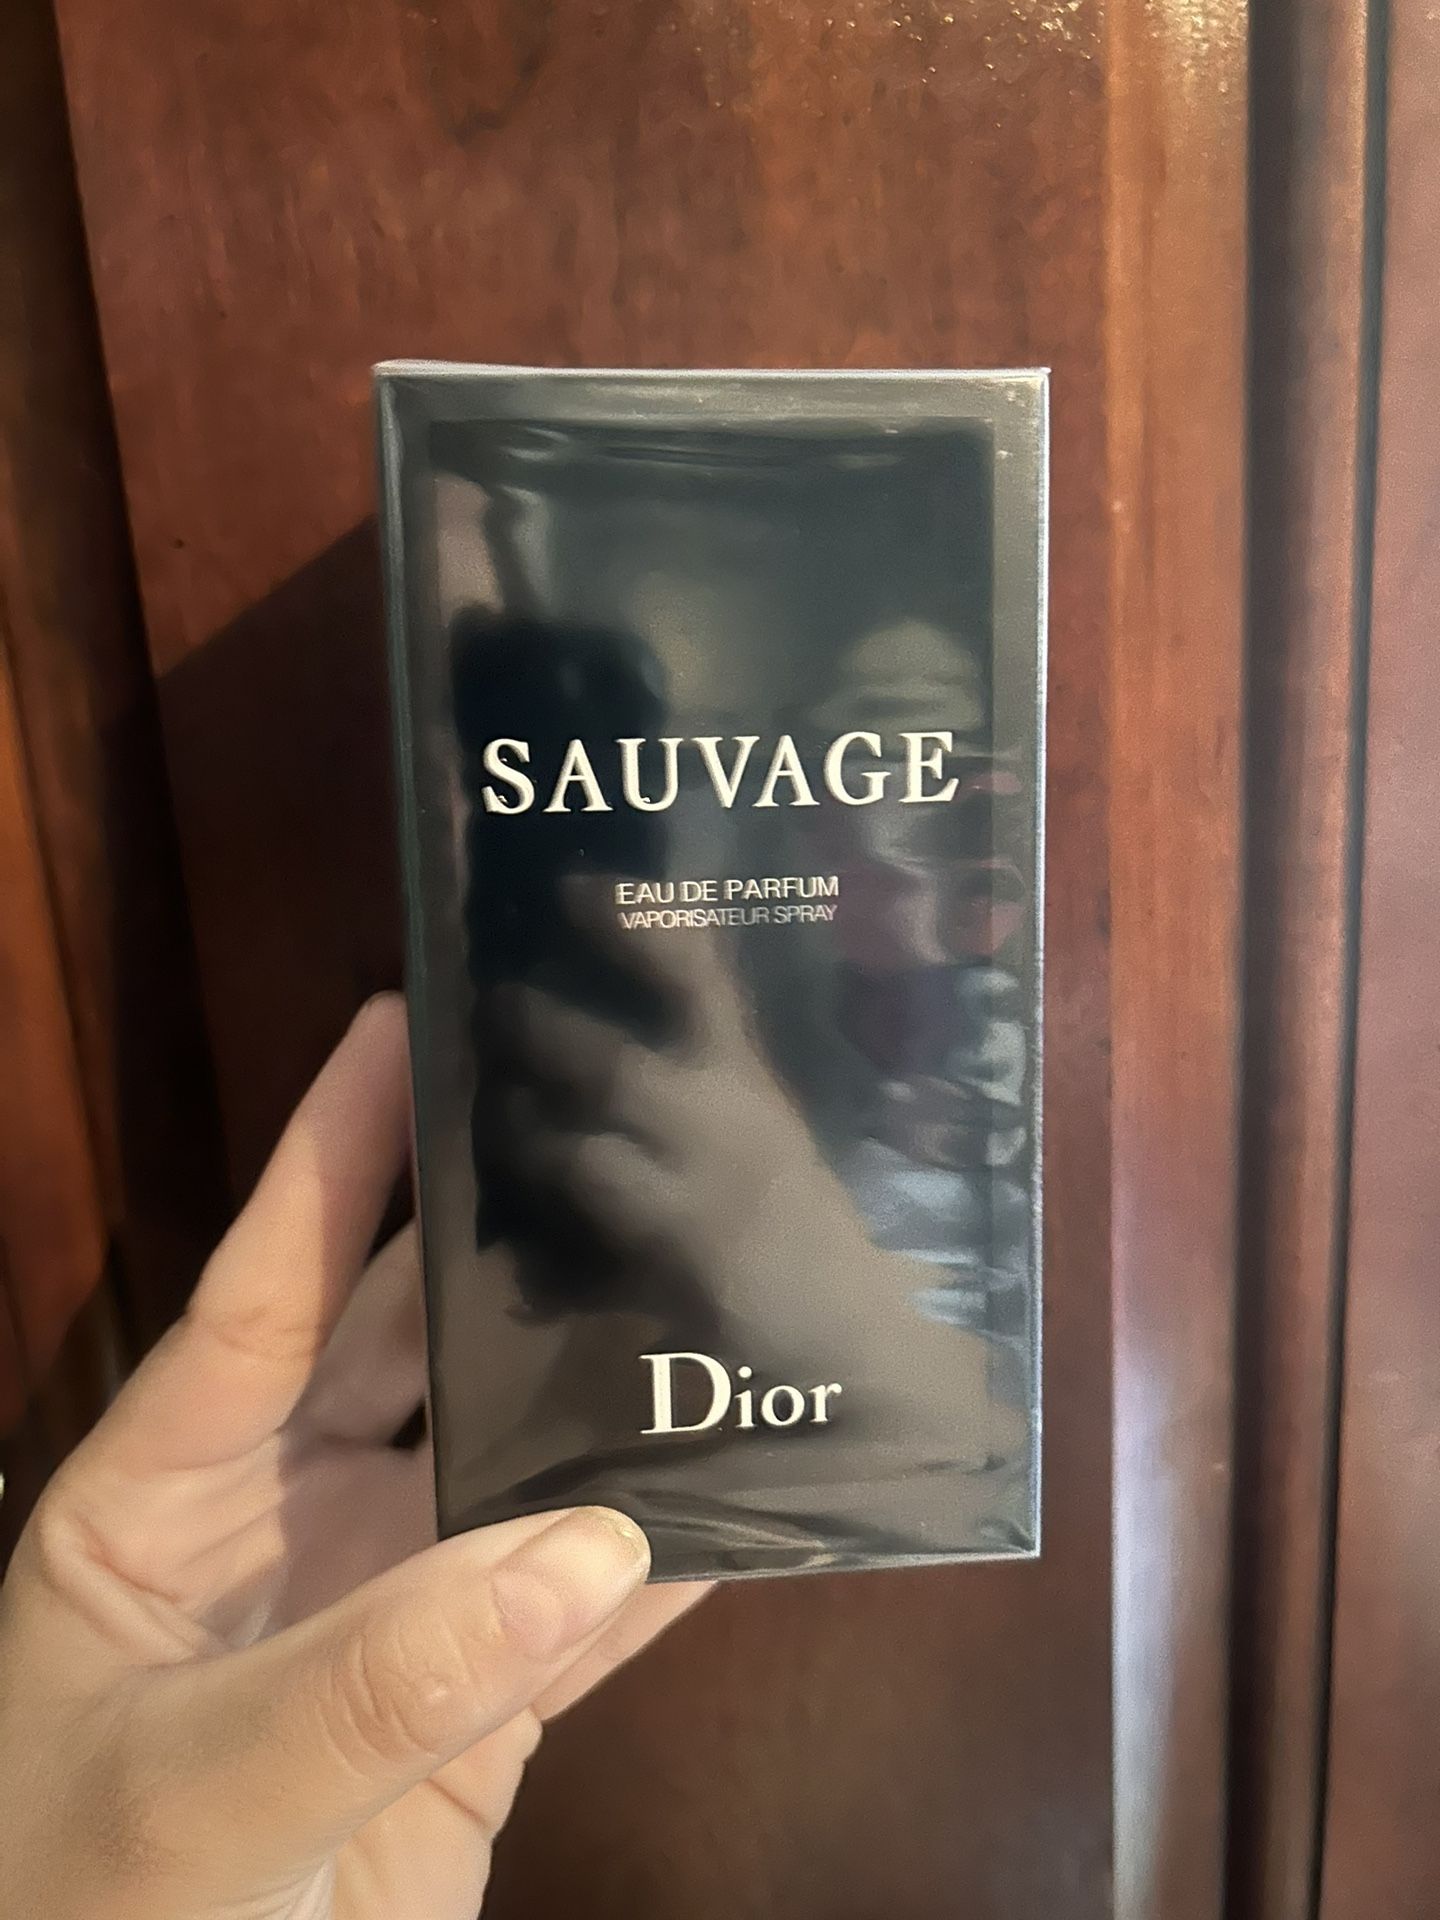 SAUVAGE
EAU DE PARFUM
VAPORISATEUR SPRAY
Dior